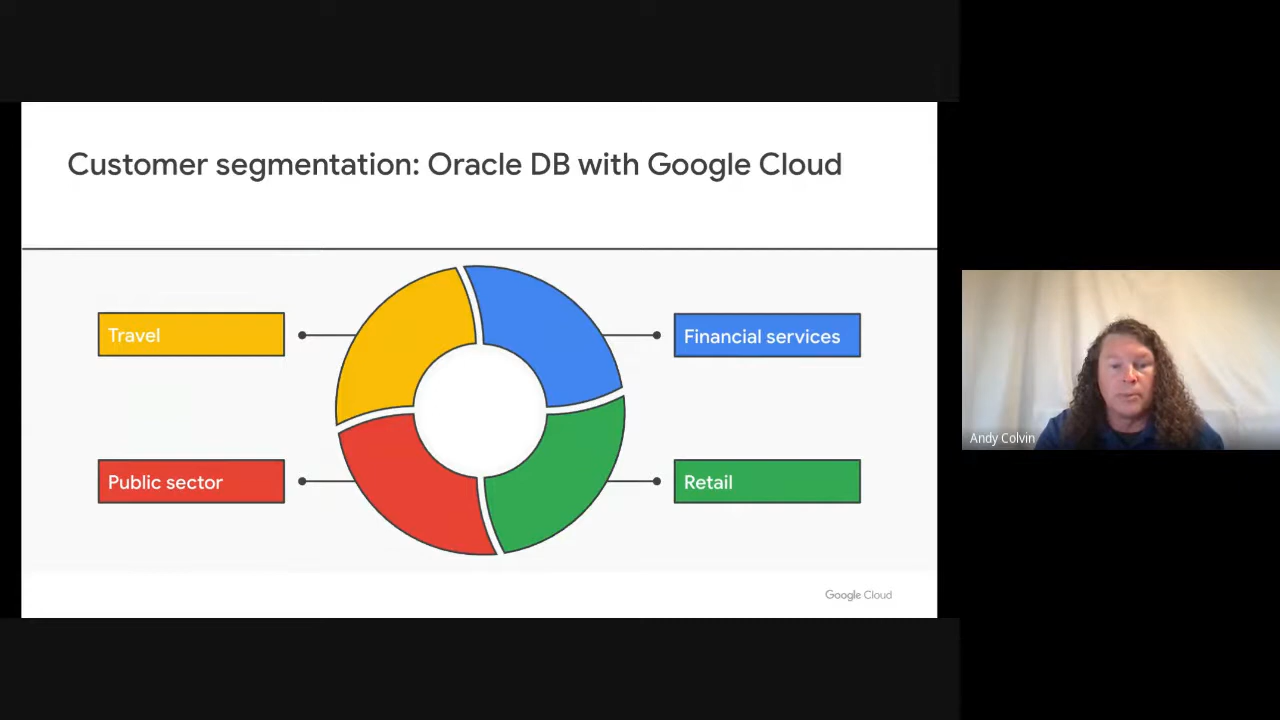 Customer segmentation: Oracle DB with Google Cloud
Travel
Financial services
Public sector
Retail
Google Cloud
Andy Colvin